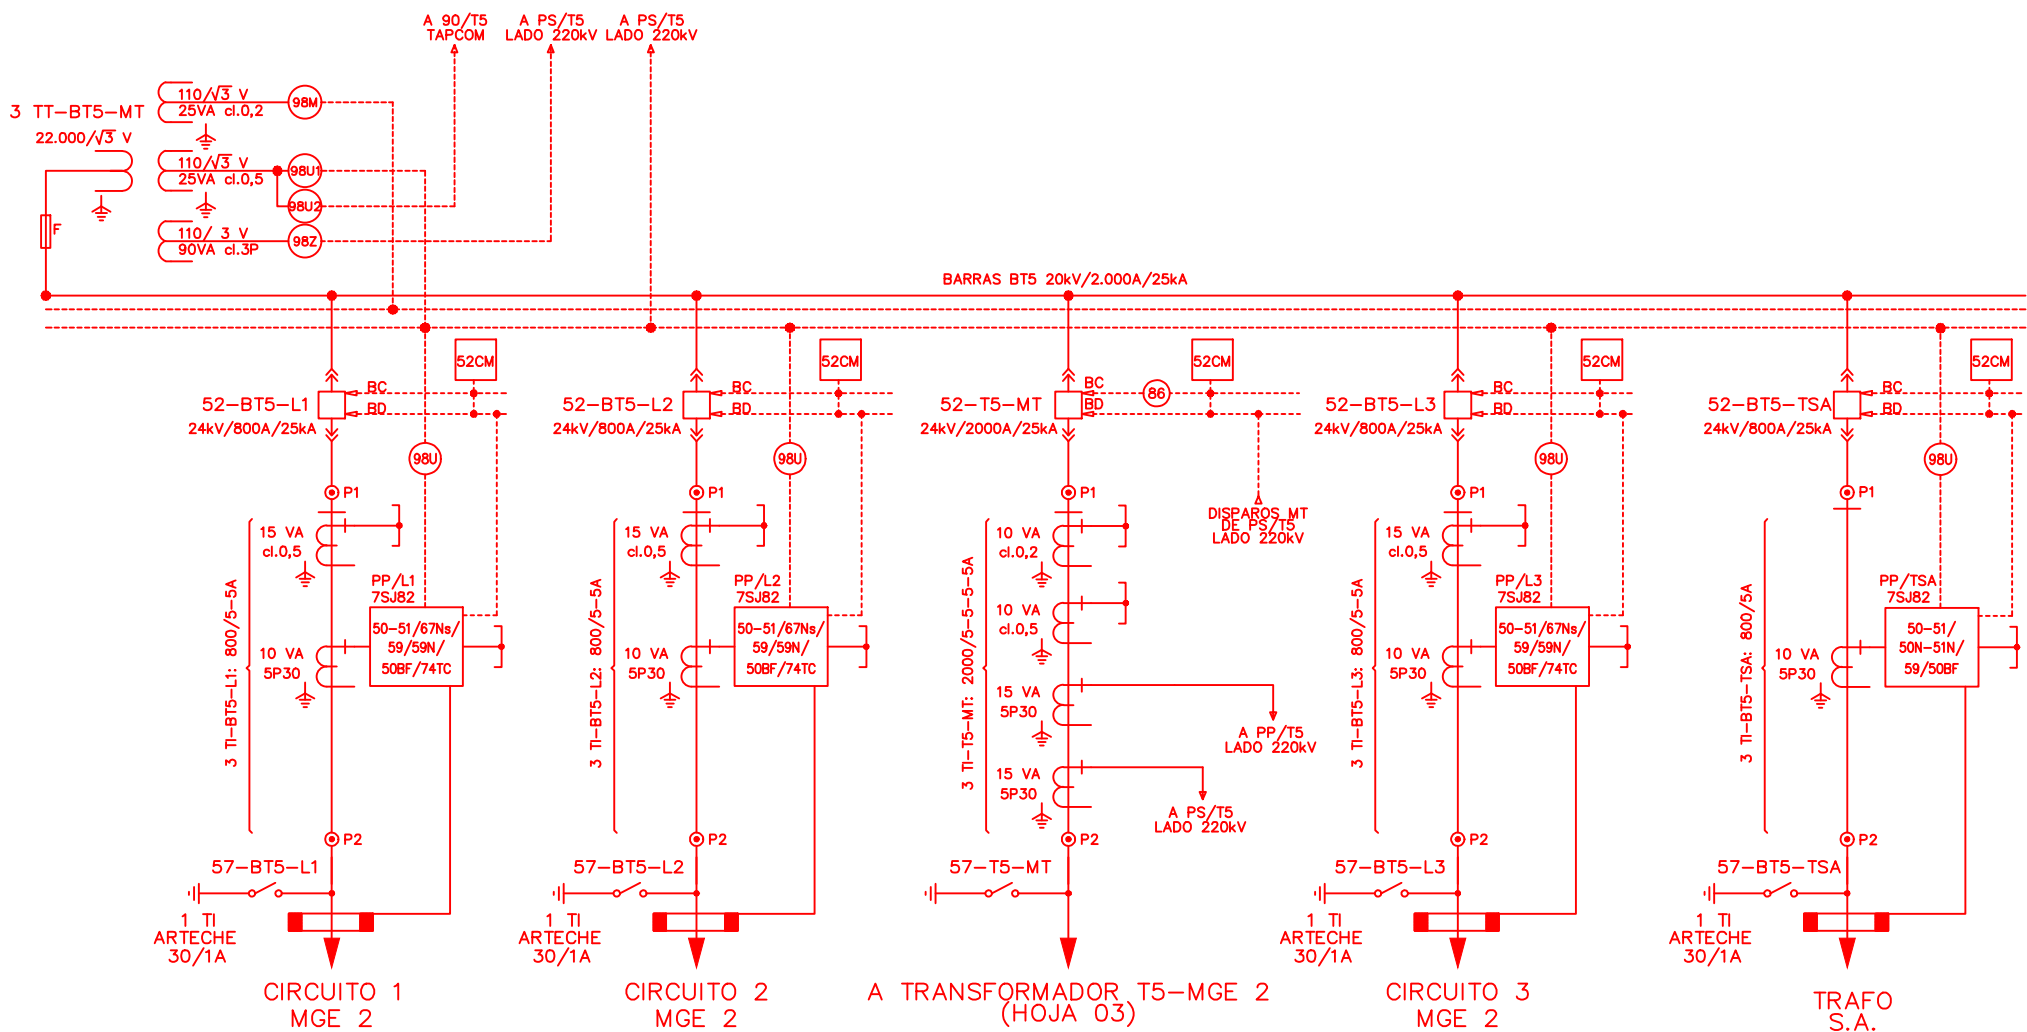 A 90/T5
TAPCOM
A PS/T5
LADO 220kV
A PS/T5
LADO 220kV
3 TT-BT5-MT
22.000/√3 V
110/√3 V
25VA cl.0,2
98M
110/√3 V
25VA cl.0,5
98U1
98U2
110/ 3 V
90VA cl.3P
98Z
F
BARRAS BT5 20kV/2.000A/25kA
52CM
BC
BD
52-BT5-L1
24kV/800A/25kA
98U
P1
15 VA
cl.0,5
3 TI-BT5-L1: 800/5-5A
PP/L1
7SJ82
50-51/67Ns/
59/59N/
50BF/74TC
10 VA
5P30
P2
57-BT5-L1
1 TI
ARTECHE
30/1A
CIRCUITO 1
MGE 2
52CM
BC
BD
52-BT5-L2
24kV/800A/25kA
98U
P1
15 VA
cl.0,5
3 TI-BT5-L2: 800/5-5A
PP/L2
7SJ82
50-51/67Ns/
59/59N/
50BF/74TC
10 VA
5P30
P2
57-BT5-L2
1 TI
ARTECHE
30/1A
CIRCUITO 2
MGE 2
52CM
BC
86
BD
52-T5-MT
24kV/2000A/25kA
P1
DISPAROS MT
DE PS/T5
LADO 220kV
10 VA
cl.0,2
10 VA
cl.0,5
3 TI-T5-MT: 2000/5-5-5-5A
15 VA
5P30
A PP/T5
LADO 220kV
15 VA
5P30
A PS/T5
LADO 220kV
P2
57-T5-MT
A TRANSFORMADOR T5-MGE 2
(HOJA 03)
52CM
BC
BD
52-BT5-L3
24kV/800A/25kA
98U
P1
15 VA
cl.0,5
3 TI-BT5-L3: 800/5-5A
PP/L3
7SJ82
50-51/67Ns/
59/59N/
50BF/74TC
10 VA
5P30
P2
57-BT5-L3
1 TI
ARTECHE
30/1A
CIRCUITO 3
MGE 2
52CM
BC
BD
52-BT5-TSA
24kV/800A/25kA
98U
P1
3 TI-BT5-TSA: 800/5A
PP/TSA
7SJ82
50-51/
50N-51N/
59/50BF
10 VA
5P30
P2
57-BT5-TSA
1 TI
ARTECHE
30/1A
TRAFO
S.A.